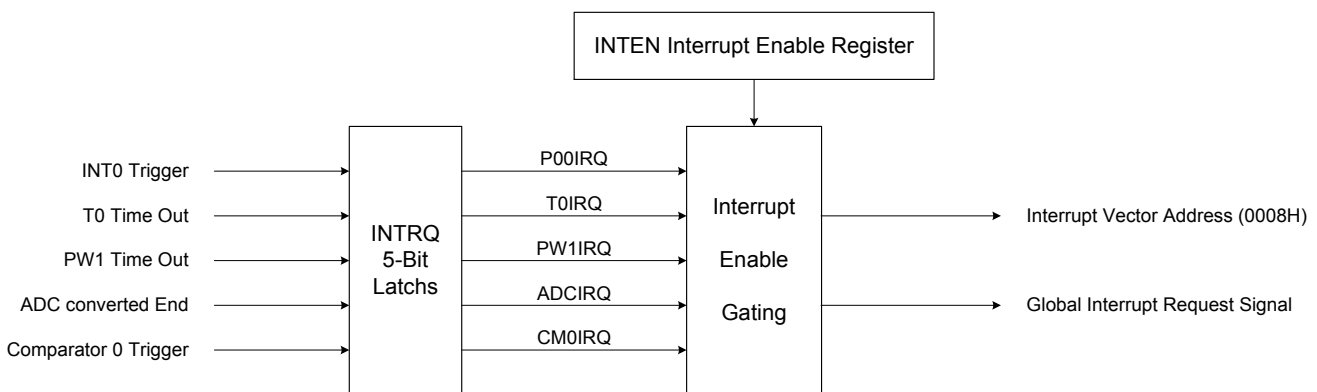 INTEN Interrupt Enable Register
INT0 Trigger
T0 Time Out
PW1 Time Out
ADC converted End
Comparator 0 Trigger
INTRQ
5-Bit
Latchs
P00IRQ
T0IRQ
PW1IRQ
ADCIRQ
CM0IRQ
Interrupt
Enable
Gating
Interrupt Vector Address (0008H)
Global Interrupt Request Signal